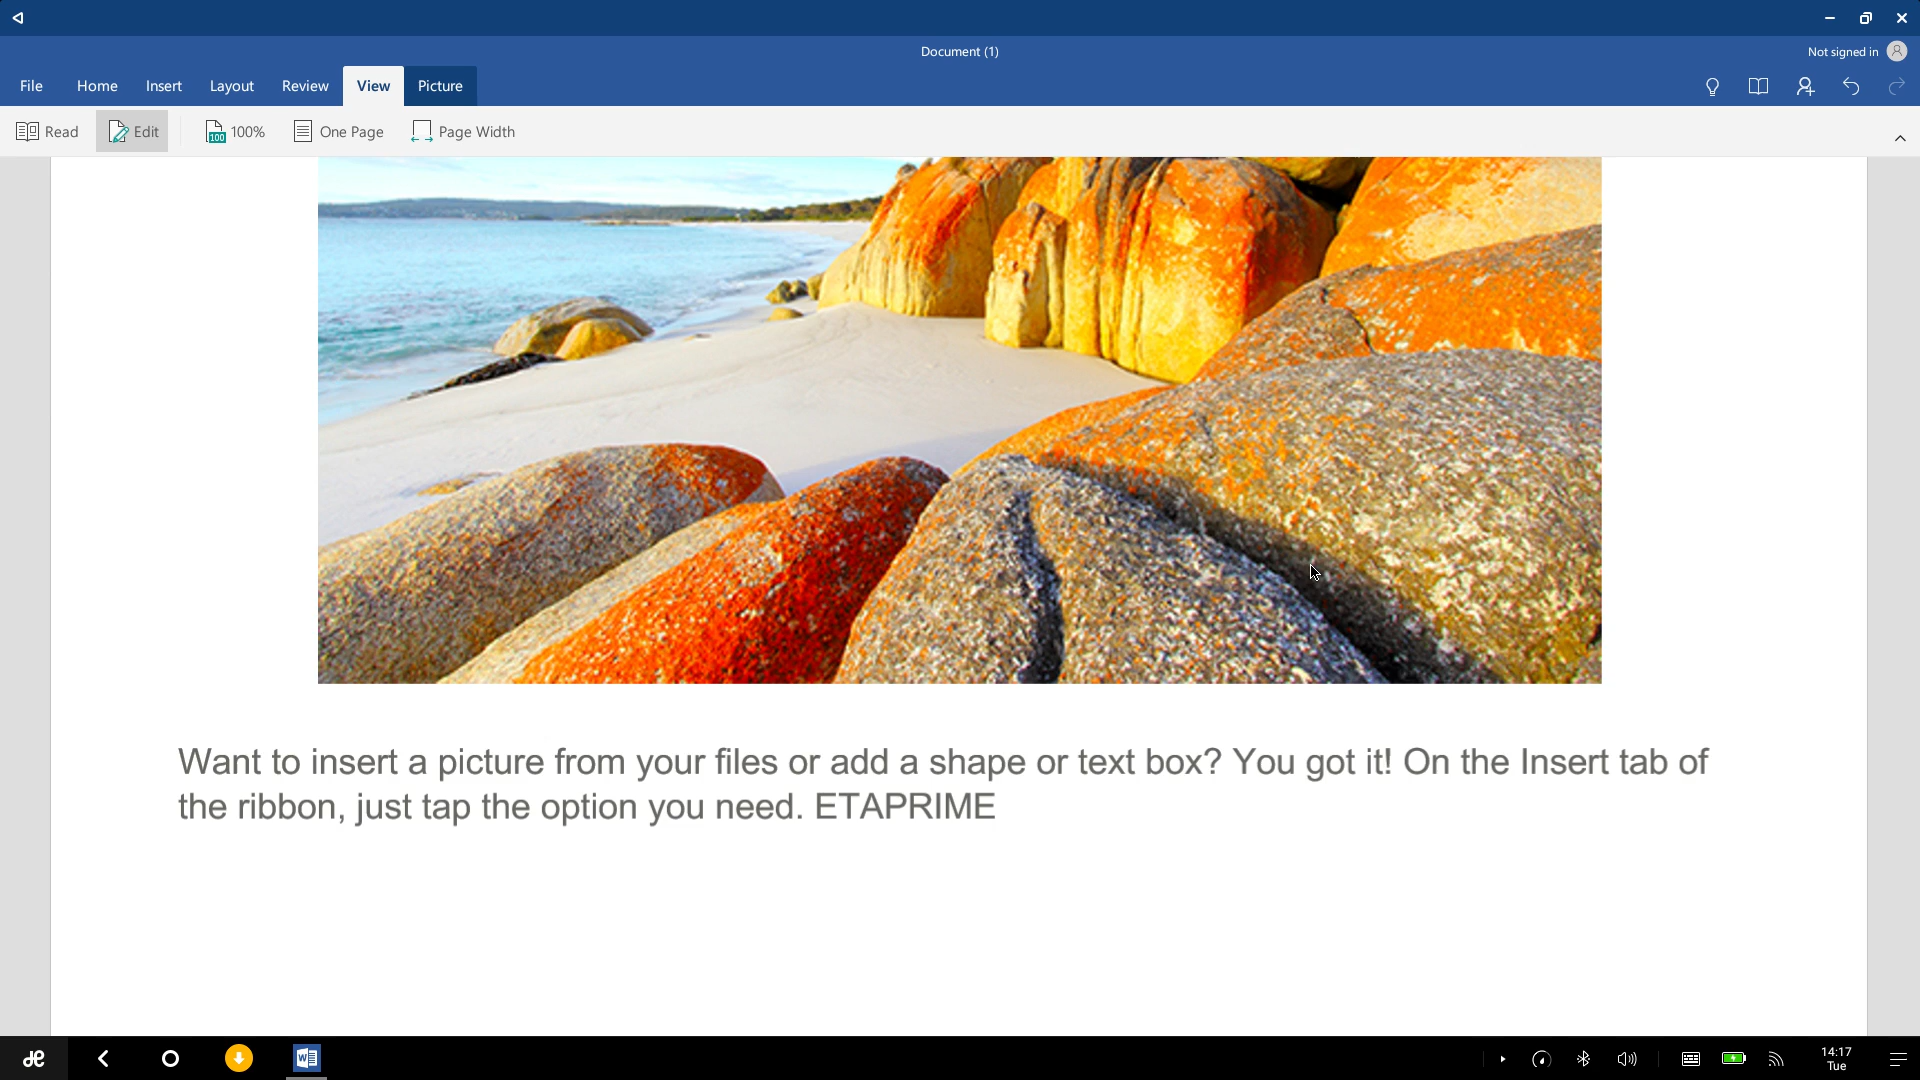 Document (1)
Not signed in
File Home Insert Layout Review View Picture
Read Edit 100 100% One Page Page Width
Want to insert a picture from your files or add a shape or text box? You got it! On the Insert tab of
the ribbon, just tap the option you need. ETAPRIME
W
14:17
Tue